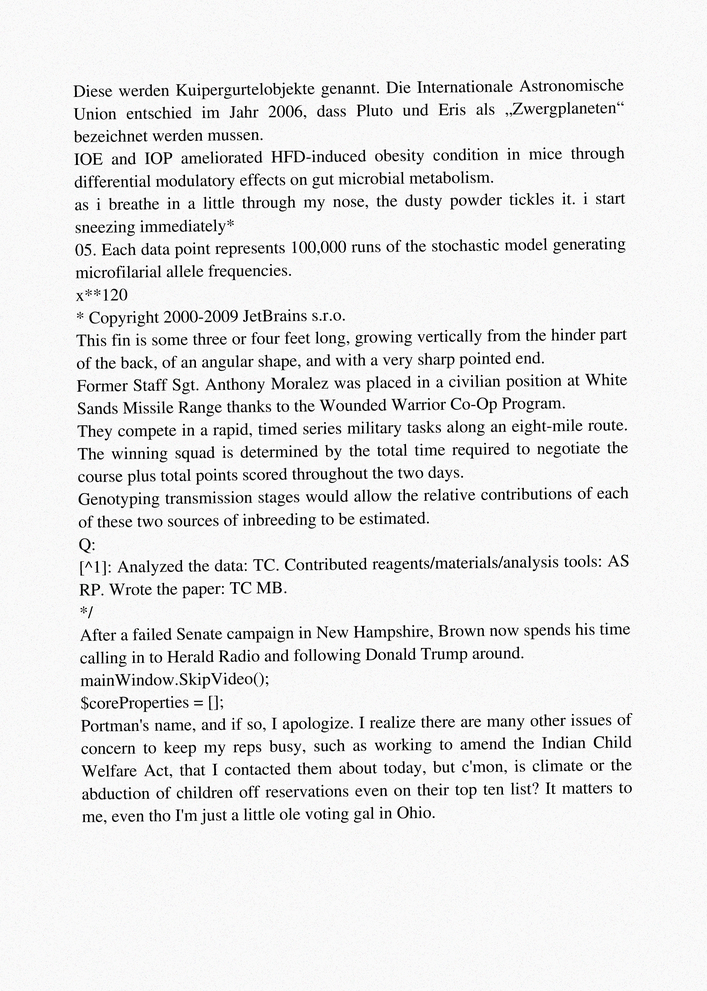 Diese werden Kuipergurtelobjekte genannt. Die Internationale Astronomische
Union entschied im Jahr 2006, dass Pluto und Eris als „Zwergplaneten“
bezeichnet werden mussen.
IOE and IOP ameliorated HFD-induced obesity condition in mice through
differential modulatory effects on gut microbial metabolism.
as i breathe in a little through my nose, the dusty powder tickles it. i start
sneezing immediately*
05. Each data point represents 100,000 runs of the stochastic model generating
microfilarial allele frequencies.
x**120
* Copyright 2000-2009 JetBrains s.r.o.
This fin is some three or four feet long, growing vertically from the hinder part
of the back, of an angular shape, and with a very sharp pointed end.
Former Staff Sgt. Anthony Moralez was placed in a civilian position at White
Sands Missile Range thanks to the Wounded Warrior Co-Op Program.
They compete in a rapid, timed series military tasks along an eight-mile route.
The winning squad is determined by the total time required to negotiate the
course plus total points scored throughout the two days.
Genotyping transmission stages would allow the relative contributions of each
of these two sources of inbreeding to be estimated.
Q:
[^1]: Analyzed the data: TC. Contributed reagents/materials/analysis tools: AS
RP. Wrote the paper: TC MB.
*/
After a failed Senate campaign in New Hampshire, Brown now spends his time
calling in to Herald Radio and following Donald Trump around.
mainWindow.SkipVideo();
$coreProperties = [];
Portman's name, and if so, I apologize. I realize there are many other issues of
concern to keep my reps busy, such as working to amend the Indian Child
Welfare Act, that I contacted them about today, but c'mon, is climate or the
abduction of children off reservations even on their top ten list? It matters to
me, even tho I'm just a little ole voting gal in Ohio.